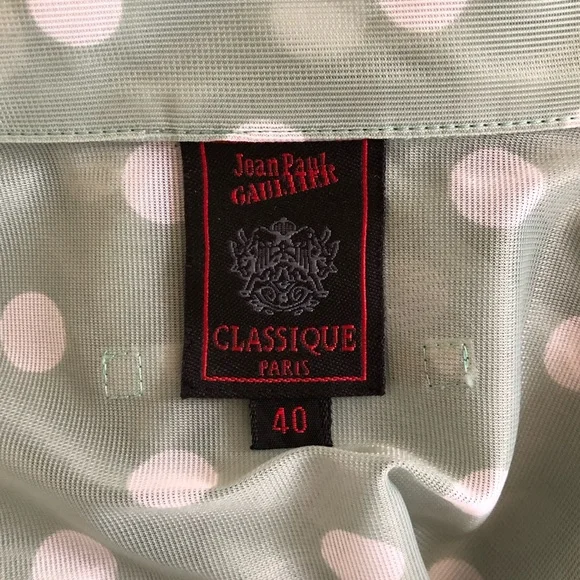 Jean Paul
GAULTIER
CLASSIQUE
PARIS
40